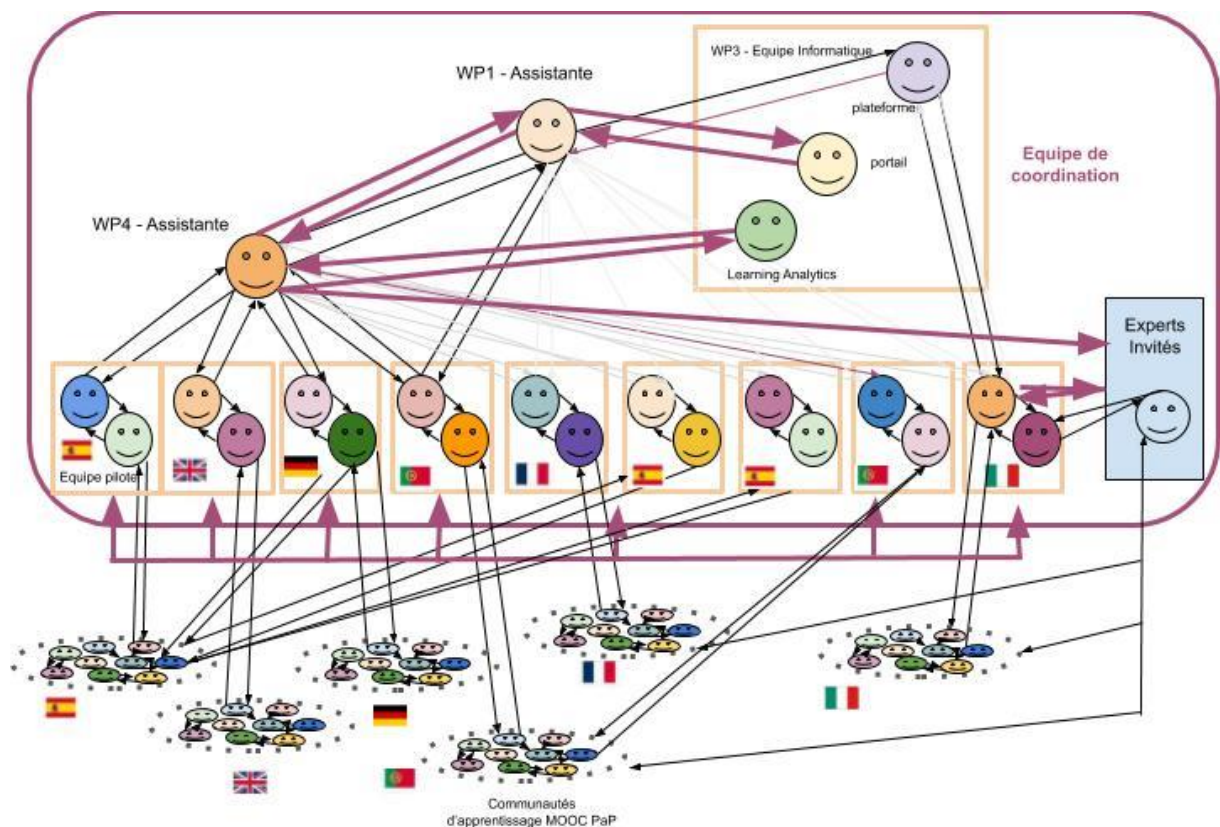 WP3 - Equipe Informatique
WP1 - Assistante
plateforme
Equipe de
coordination
portail
WP4 - Assistante
Learning Analytics
Experts
Invités
Equipe pilote
Communautés
d'apprentissage MOOC PaP